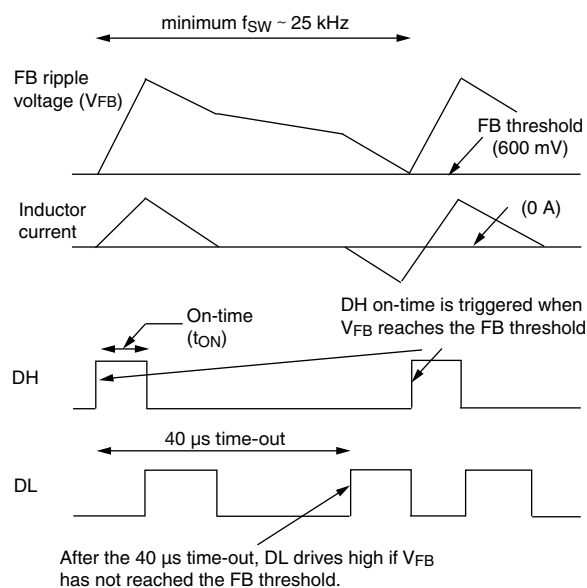 minimum fSW ~ 25 kHz
FB ripple
voltage (VFB)
FB threshold
(600 mV)
Inductor
current
(0 A)
DH on-time is triggered when
VFB reaches the FB threshold
On-time
(tON)
DH
40 µs time-out
DL
After the 40 µs time-out, DL drives high if VFB
has not reached the FB threshold.